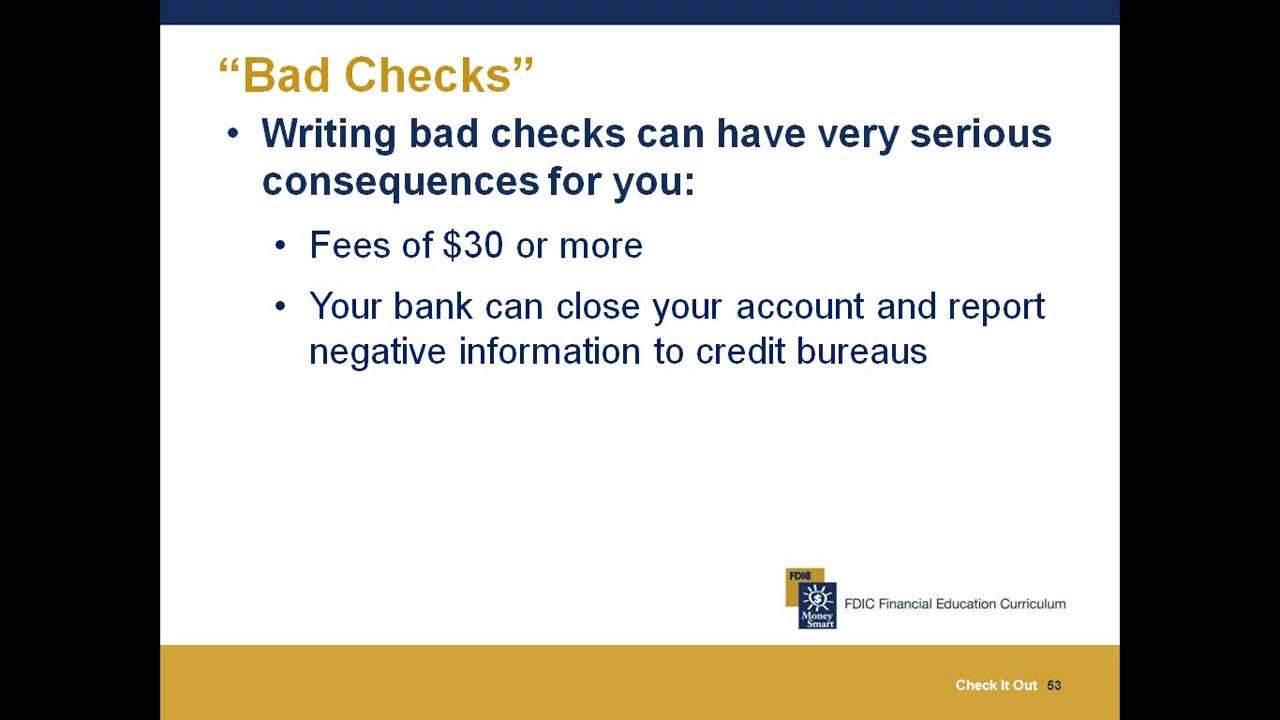 “Bad Checks”
• Writing bad checks can have very serious
consequences for you:
• Fees of $30 or more
• Your bank can close your account and report
negative information to credit bureaus
FDIC
$
Money
Smart
FDIC Financial Education Curriculum
Check It Out 53